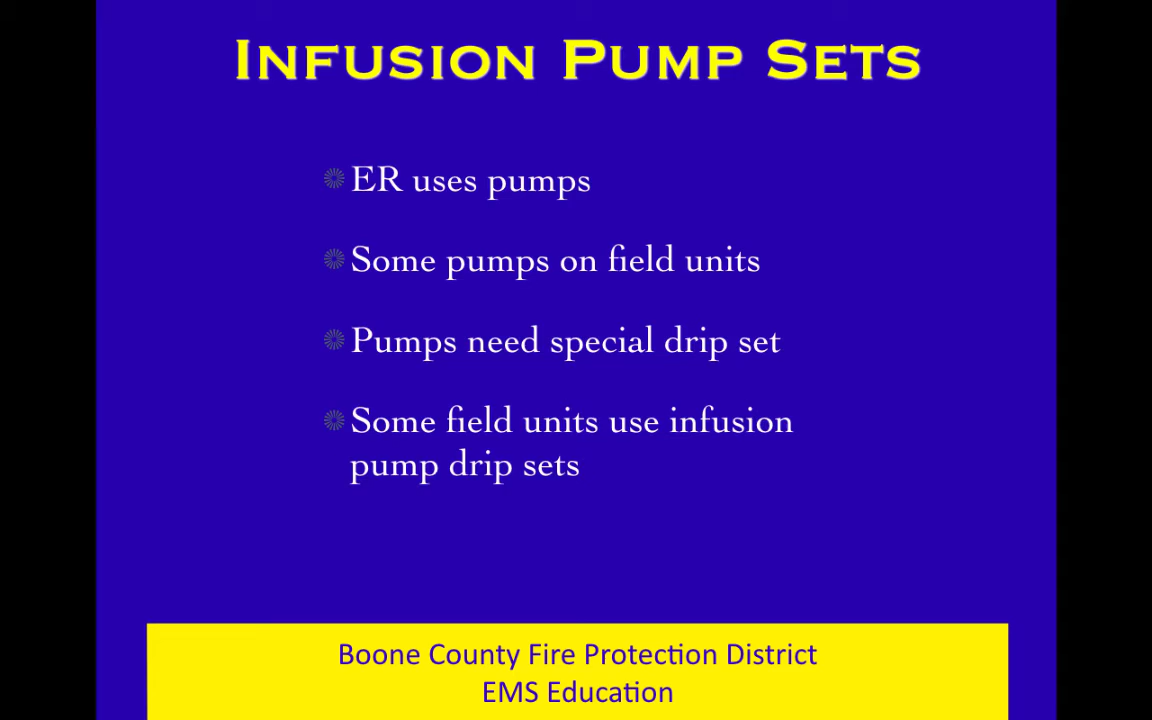 INFUSION PUMP SETS
ER uses pumps
Some pumps on field units
Pumps need special drip set
Some field units use infusion
pump drip sets
Boone County Fire Protection District
EMS Education